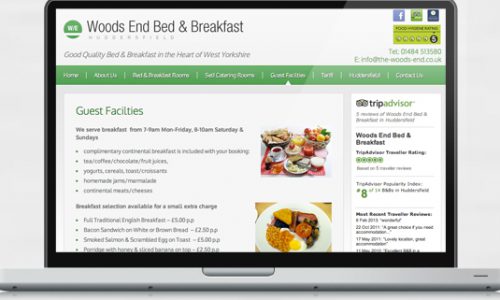 W/E Woods End Bed & Breakfast
HUDDERSFIELD
Good Quality Bed & Breakfast in the Heart of West Yorkshire
FOOD HYGIENE RATING
Tel: 01484 513580
E: info@the-woods-end.co.uk
Home About Us Bed & Breakfast Rooms Self Catering Rooms Guest Facilities Tariff Huddersfield Contact Us
Guest Facilties
We serve breakfast from 7-9am Mon-Friday, 8-10am Saturday &
Sundays
complimentary continental breakfast is included with your booking:
tea/coffee/chocolate/fruit juices,
yogurts, cereals, toast/croissants
homemade jams/marmalade
continental meats/cheeses
Breakfast selection available for a small extra charge
Full Traditional English Breakfast – £5.00 p.p
Bacon Sandwich on White or Brown Bread – £2.50 p.p
Smoked Salmon & Scrambled Egg on Toast – £5.00 p.p
Porridge with honey & sliced banana on top – £2.50
tripadvisor
5 reviews of Woods End Bed &
Breakfast in Huddersfield
Woods End Bed &
Breakfast
TripAdvisor Traveller Rating:
Based on 5 traveller reviews
TripAdvisor Popularity Index:
#8 of B&Bs in Huddersfield
Most Recent Traveller Reviews:
6 Feb 2013: "wonderful"
22 Oct 2011: "A great choice if you need
accommodation..."
17 May 2011: "Lovely location, great
accommodation..."
11 May 2011: "Excellent B&B in a